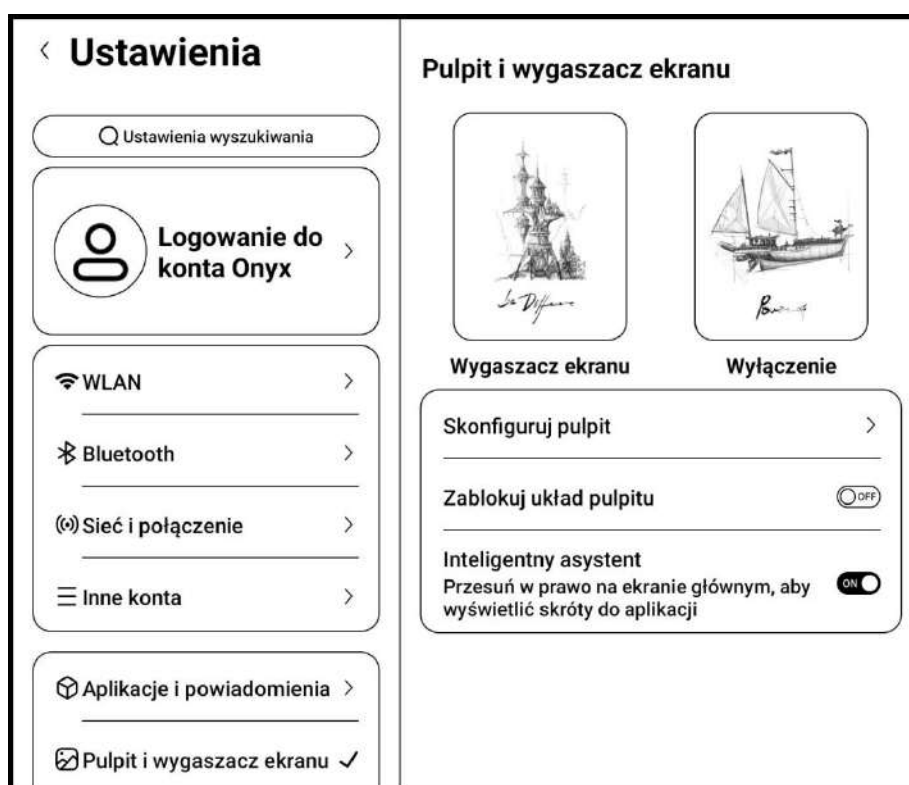 Ustawienia
Ustawienia wyszukiwania
Logowanie do
konta Onyx
WLAN
Bluetooth
Sieć i połączenie
Inne konta
Aplikacje i powiadomienia
Pulpit i wygaszacz ekranu
Pulpit i wygaszacz ekranu
Wygaszacz ekranu
Wyłączenie
Skonfiguruj pulpit
Zablokuj układ pulpitu
OFF
Inteligentny asystent
Przesuń w prawo na ekranie głównym, aby
wyświetlić skróty do aplikacji
ON